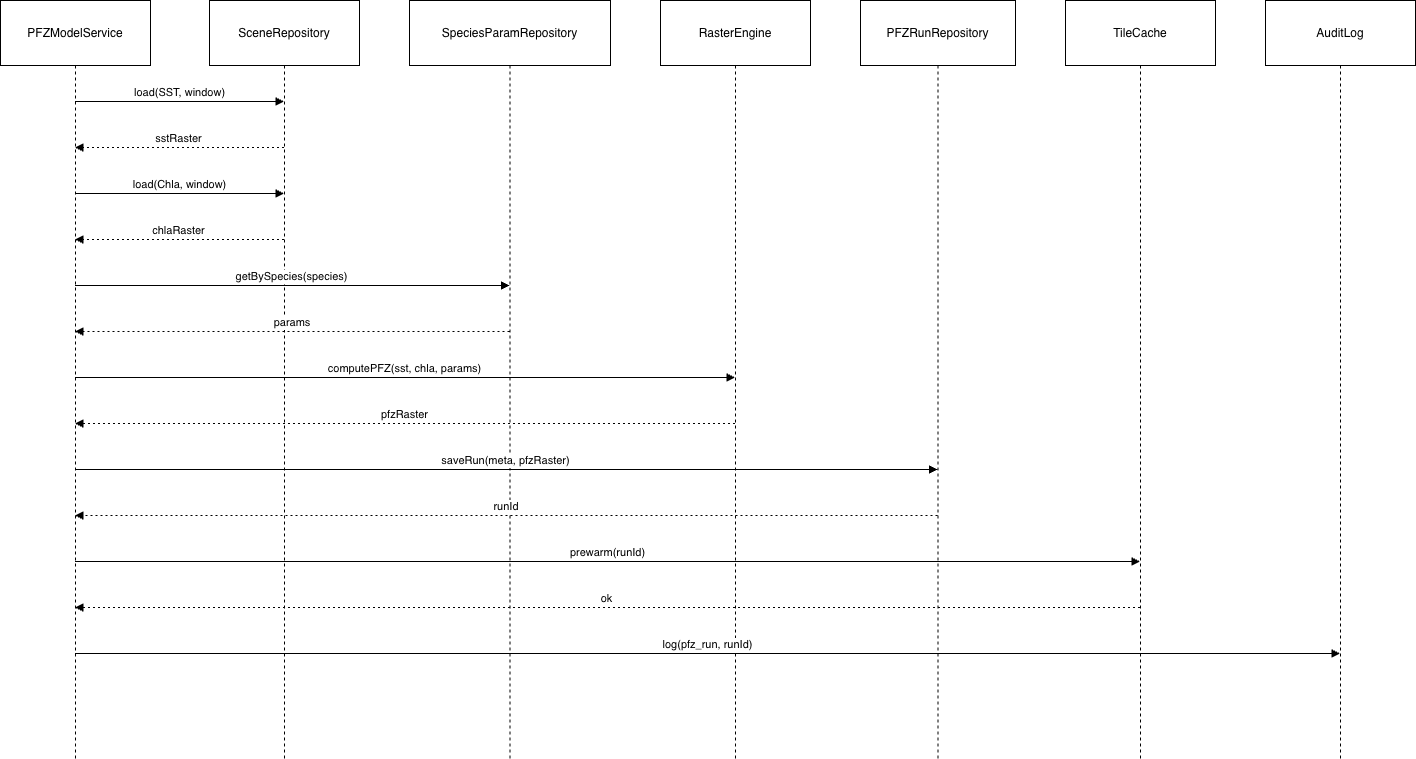 PFZModelService
SceneRepository
SpeciesParamRepository
RasterEngine
PFZRunRepository
TileCache
AuditLog
load(SST, window)
sstRaster
load(Chla, window)
chlaRaster
getBySpecies(species)
params
computePFZ(sst, chla, params)
pfzRaster
saveRun(meta, pfzRaster)
runId
prewarm(runId)
ok
log(pfz_run, runId)